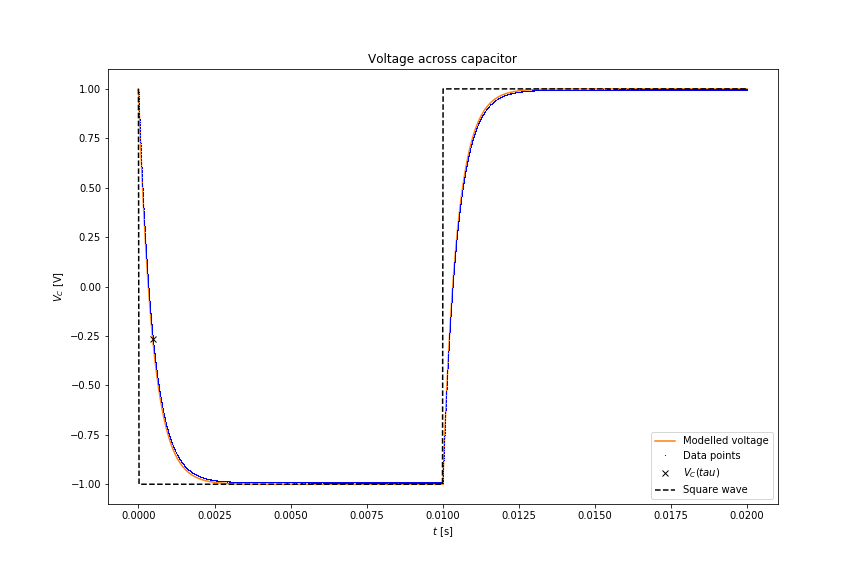 Voltage across capacitor
1.00
0.75
0.50
0.25
0.00
−0.25
−0.50
−0.75
−1.00
V_C [V]
0.0000 0.0025 0.0050 0.0075 0.0100 0.0125 0.0150 0.0175 0.0200
t [s]
Modelled voltage
Data points
V_C(tau)
Square wave